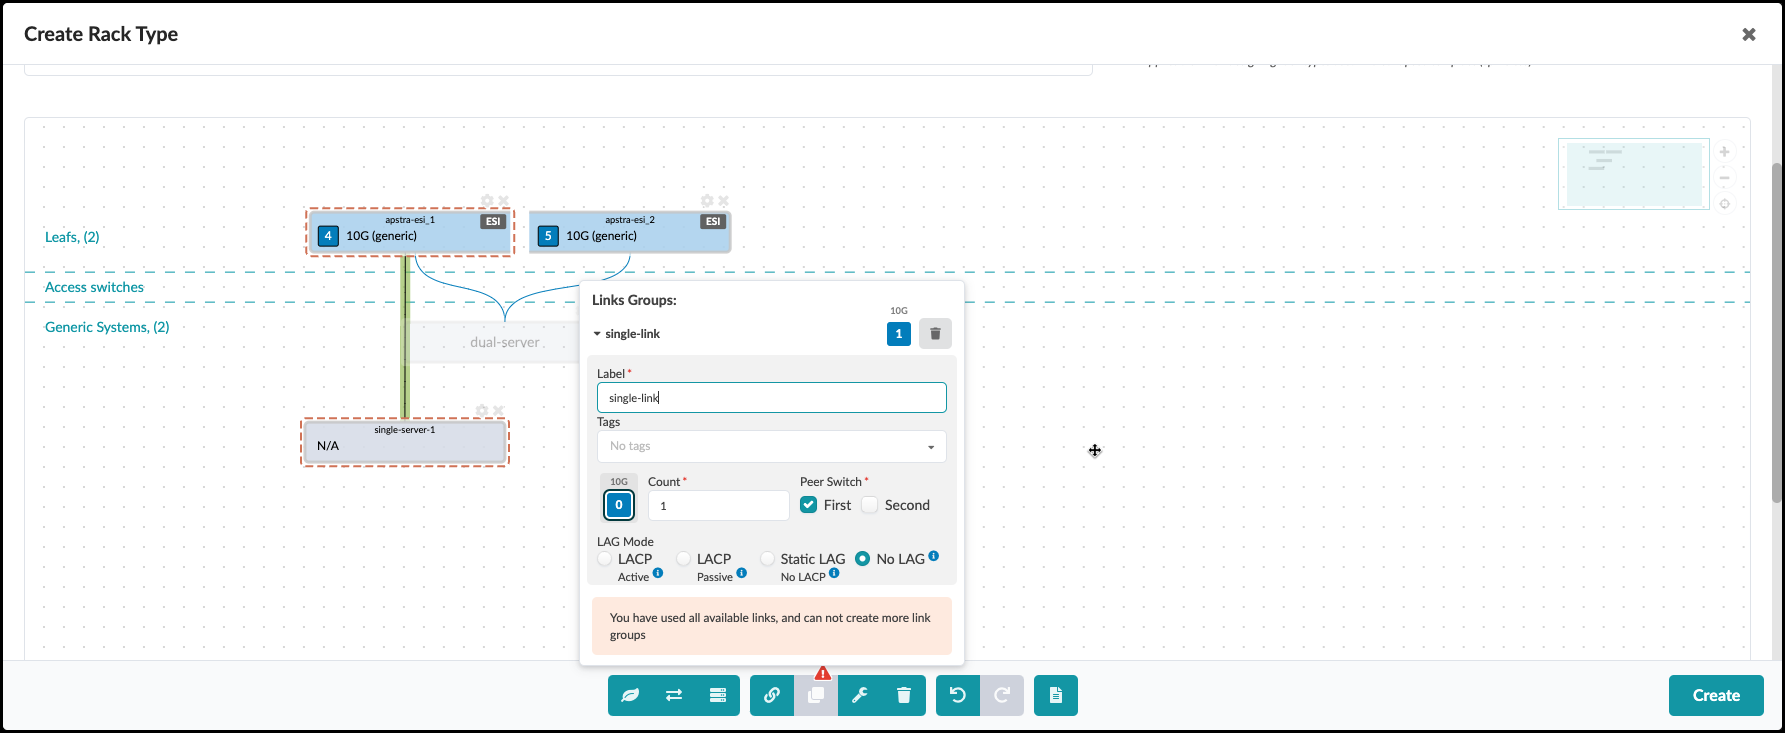 Create Rack Type
Leafs, (2)
apstra-esi_1
ESI
4
10G (generic)
apstra-esi_2
ESI
5
10G (generic)
Access switches
Generic Systems, (2)
dual-server
single-server-1
N/A
Links Groups:
10G
single-link
1
Label *
single-link
Tags
No tags
10G
0
Count *
1
Peer Switch *
First
Second
LAG Mode
LACP
Active
LACP
Passive
Static LAG
No LACP
No LAG
You have used all available links, and can not create more link
groups
Create